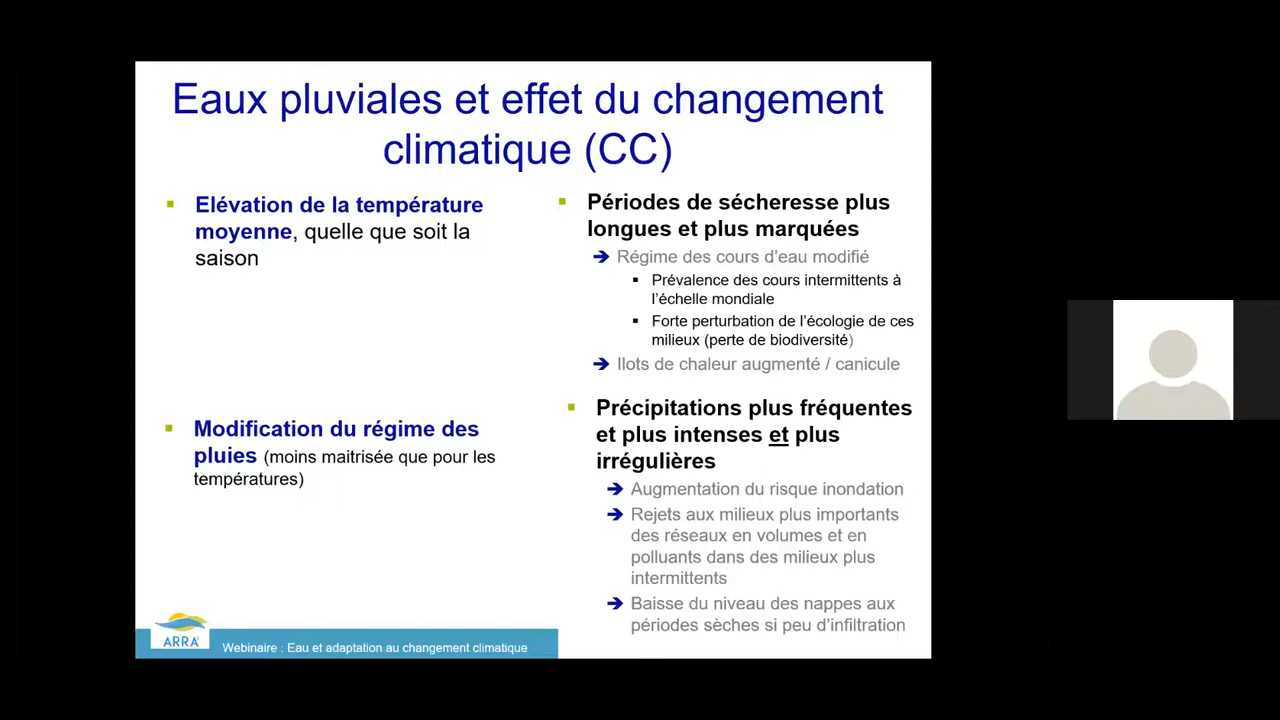 Eaux pluviales et effet du changement
climatique (CC)
Elévation de la température
moyenne, quelle que soit la
saison
Périodes de sécheresse plus
longues et plus marquées
Régime des cours d’eau modifié
Prévalence des cours intermittents à
l’échelle mondiale
Forte perturbation de l’écologie de ces
milieux (perte de biodiversité)
Ilots de chaleur augmenté / canicule
Modification du régime des
pluies (moins maitrisée que pour les
températures)
Précipitations plus fréquentes
et plus intenses et plus
irrégulières
Augmentation du risque inondation
Rejets aux milieux plus importants
des réseaux en volumes et en
polluants dans des milieux plus
intermittents
Baisse du niveau des nappes aux
périodes sèches si peu d’infiltration
ARRA²
Webinaire : Eau et adaptation au changement climatique